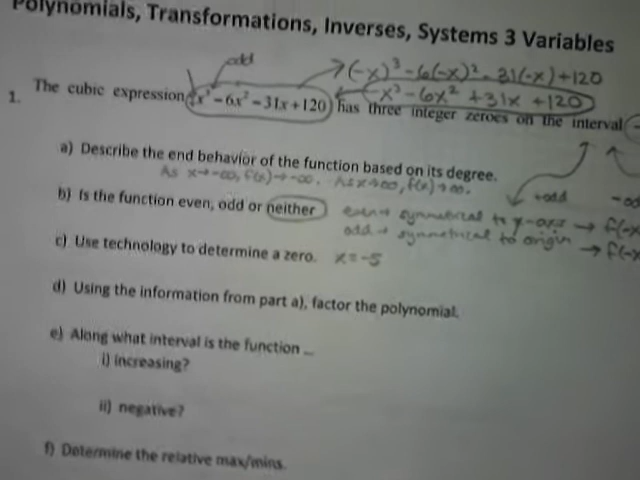 Polynomials, Transformations, Inverses, Systems 3 Variables
odd
(-x)³ - 6(-x)² - 31(-x) + 120
-x³ - 6x² + 31x + 120
1. The cubic expression x³ - 6x² - 31x + 120 has three integer zeroes on the interval
a) Describe the end behavior of the function based on its degree.
As x→-∞, f(x)→-∞. As x→∞, f(x)→∞.
+odd
b) Is the function even, odd or neither
even → symmetrical to y-axis → f(-x
odd → symmetrical to origin → f(-x
c) Use technology to determine a zero. x = -5
d) Using the information from part a), factor the polynomial.
e) Along what interval is the function ...
i) increasing?
ii) negative?
f) Determine the relative max/mins.